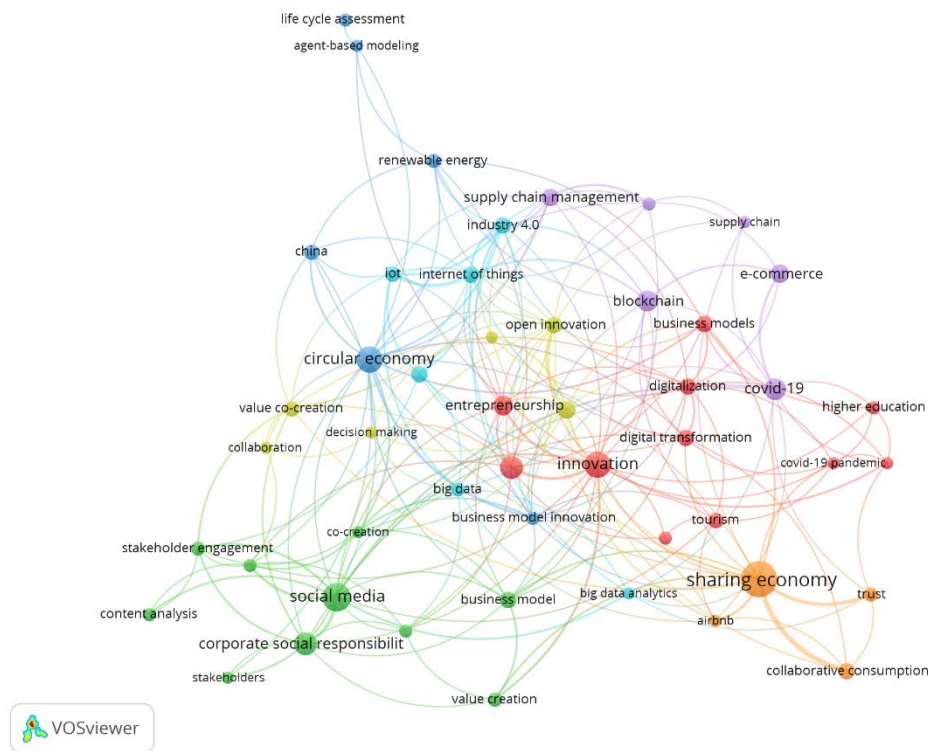 life cycle assessment
agent-based modeling
renewable energy
supply chain management
industry 4.0
supply chain
china
iot
internet of things
e-commerce
blockchain
open innovation
business models
circular economy
digitalization
covid-19
value co-creation
entrepreneurship
higher education
decision making
digital transformation
collaboration
innovation
covid-19 pandemic
big data
business model innovation
tourism
co-creation
stakeholder engagement
sharing economy
social media
business model
big data analytics
trust
content analysis
airbnb
corporate social responsibilit
collaborative consumption
stakeholders
value creation
VOSviewer